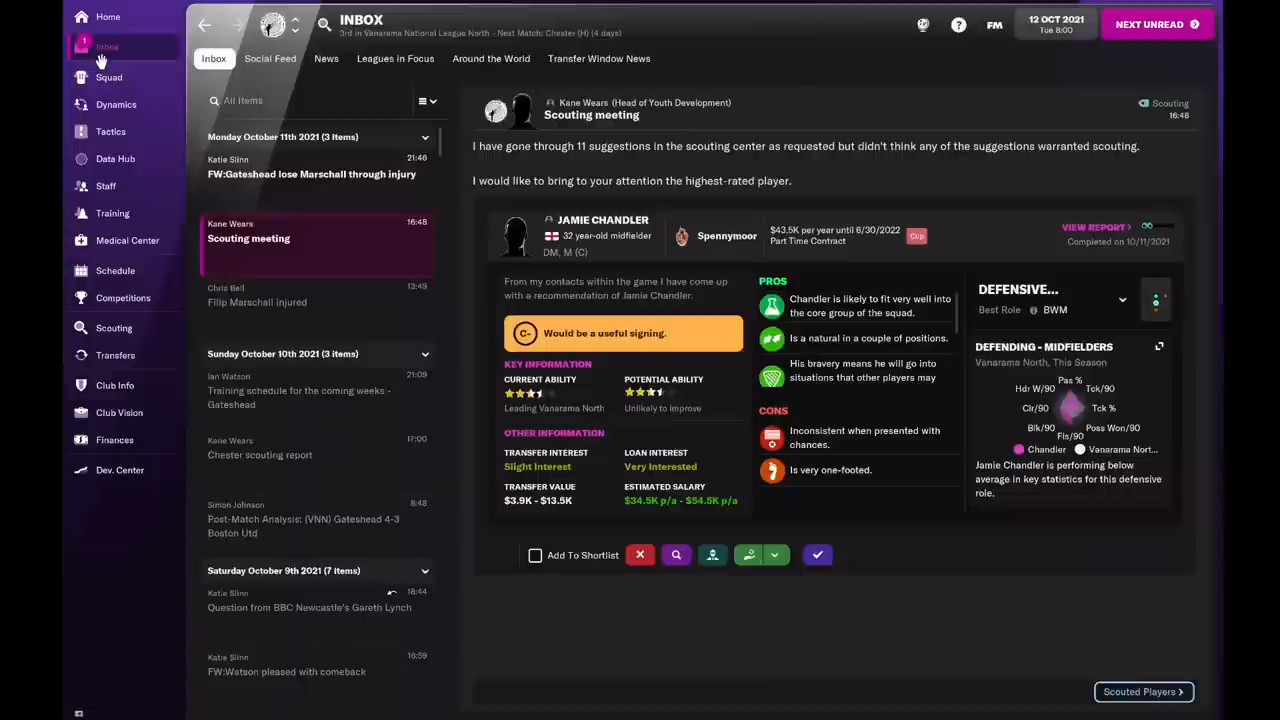 Home
1
Inbox
Squad
Dynamics
Tactics
Data Hub
Staff
Training
Medical Center
Schedule
Competitions
Scouting
Transfers
Club Info
Club Vision
Finances
Dev. Center
INBOX
3rd in Vanarama National League North - Next Match: Chester (H) (4 days)
FM
12 OCT 2021
Tue 8:00
NEXT UNREAD
Inbox
Social Feed
News
Leagues in Focus
Around the World
Transfer Window News
All Items
Monday October 11th 2021 (3 Items)
Katie Slinn
21:46
FW:Gateshead lose Marschall through injury
Kane Wears
16:48
Scouting meeting
Chris Bell
13:49
Filip Marschall injured
Sunday October 10th 2021 (3 items)
Ian Watson
21:09
Training schedule for the coming weeks -
Gateshead
Kane Wears
17:00
Chester scouting report
Simon Johnson
8:48
Post-Match Analysis: (VNN) Gateshead 4-3
Boston Utd
Saturday October 9th 2021 (7 items)
Katie Slinn
18:44
Question from BBC Newcastle's Gareth Lynch
Katie Slinn
16:59
FW:Watson pleased with comeback
Kane Wears (Head of Youth Development)
Scouting meeting
Scouting
16:48
I have gone through 11 suggestions in the scouting center as requested but didn't think any of the suggestions warranted scouting.
I would like to bring to your attention the highest-rated player.
JAMIE CHANDLER
32 year-old midfielder
DM, M (C)
Spennymoor
$43.5K per year until 6/30/2022
Part Time Contract
Cup
VIEW REPORT >
Completed on 10/11/2021
From my contacts within the game I have come up
with a recommendation of Jamie Chandler.
C-
Would be a useful signing.
KEY INFORMATION
CURRENT ABILITY
POTENTIAL ABILITY
Leading Vanarama North
Unlikely to improve
OTHER INFORMATION
TRANSFER INTEREST
LOAN INTEREST
Slight Interest
Very Interested
TRANSFER VALUE
ESTIMATED SALARY
$3.9K - $13.5K
$34.5K p/a - $54.5K p/a
PROS
Chandler is likely to fit very well into
the core group of the squad.
Is a natural in a couple of positions.
His bravery means he will go into
situations that other players may
CONS
Inconsistent when presented with
chances.
Is very one-footed.
DEFENSIVE...
Best Role
BWM
DEFENDING - MIDFIELDERS
Vanarama North, This Season
Pas %
Hdr W/90
Tck/90
Clr/90
Tck %
Blk/90
Poss Won/90
Fls/90
Chandler
Vanarama Nort...
Jamie Chandler is performing below
average in key statistics for this defensive
role.
Add To Shortlist
Scouted Players >